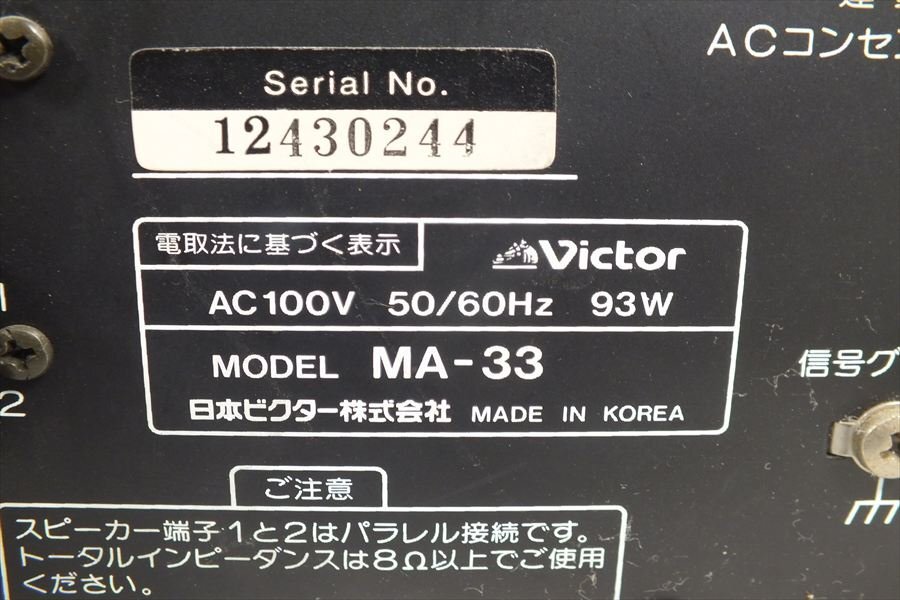 ACコンセ
Serial No.
12430244
電取法に基づく表示
Victor
AC100V 50/60Hz 93W
MODEL MA-33
日本ビクター株式会社 MADE IN KOREA
1
2
信号グ
ご注意
スピーカー端子1と2はパラレル接続です。
トータルインピーダンスは8Ω以上でご使用
ください。